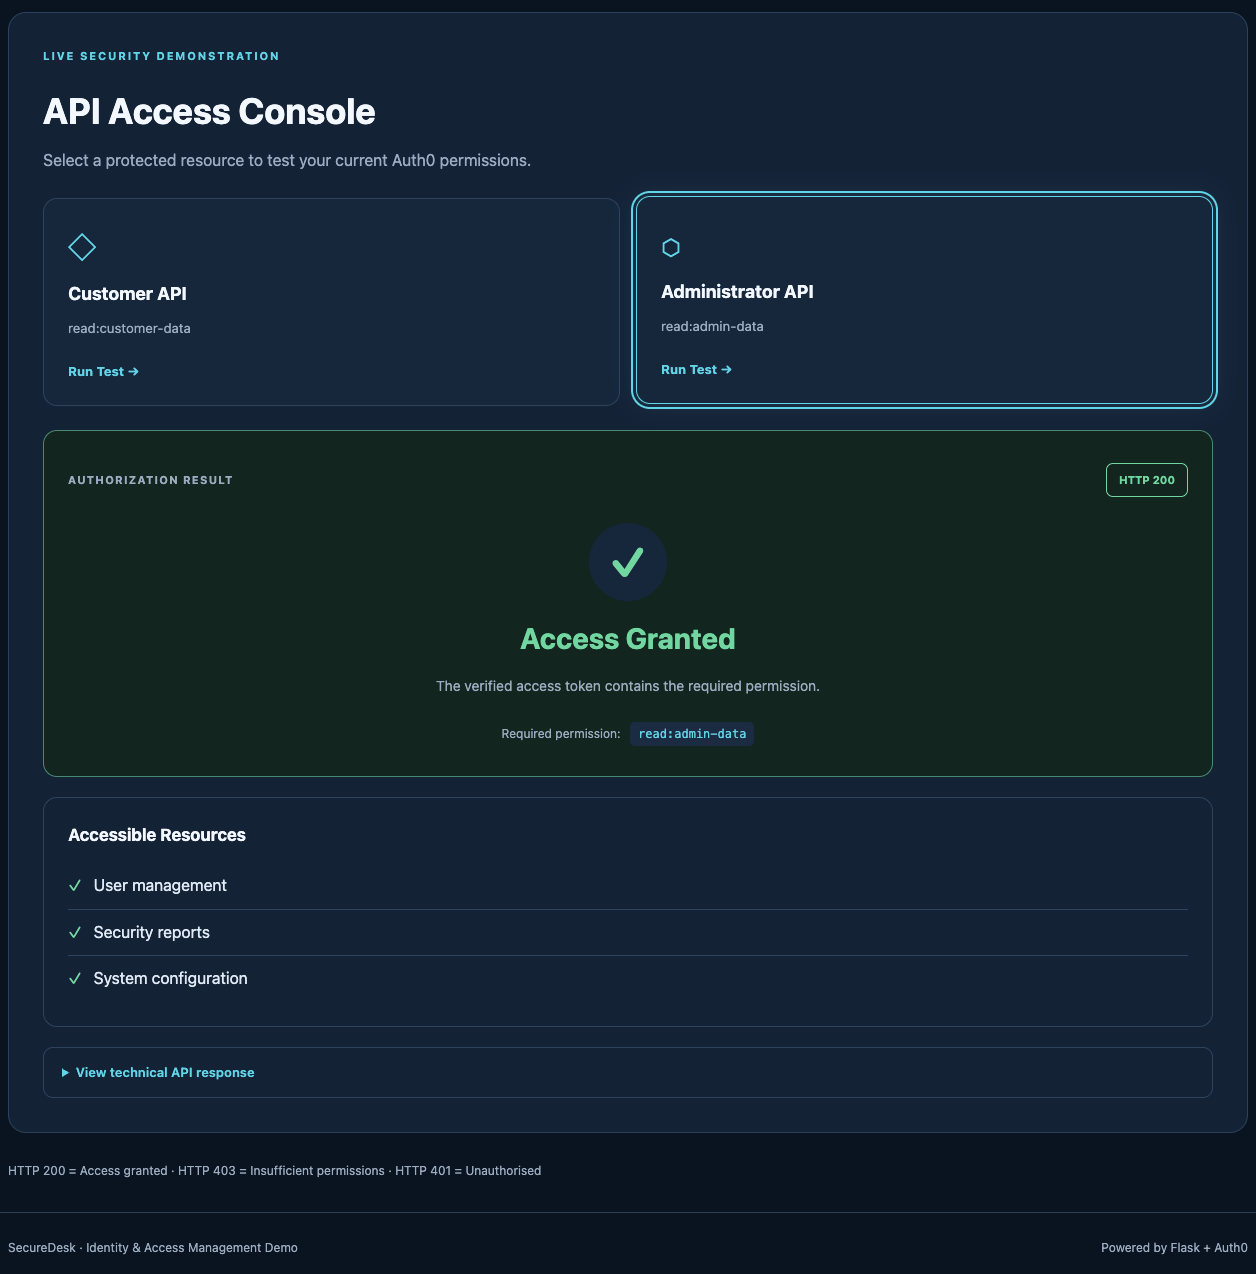 LIVE SECURITY DEMONSTRATION
API Access Console
Select a protected resource to test your current Auth0 permissions.
Customer API
read:customer-data
Run Test →
Administrator API
read:admin-data
Run Test →
AUTHORIZATION RESULT
HTTP 200
Access Granted
The verified access token contains the required permission.
Required permission: read:admin-data
Accessible Resources
✓ User management
✓ Security reports
✓ System configuration
▶ View technical API response
HTTP 200 = Access granted · HTTP 403 = Insufficient permissions · HTTP 401 = Unauthorised
SecureDesk · Identity & Access Management Demo
Powered by Flask + Auth0